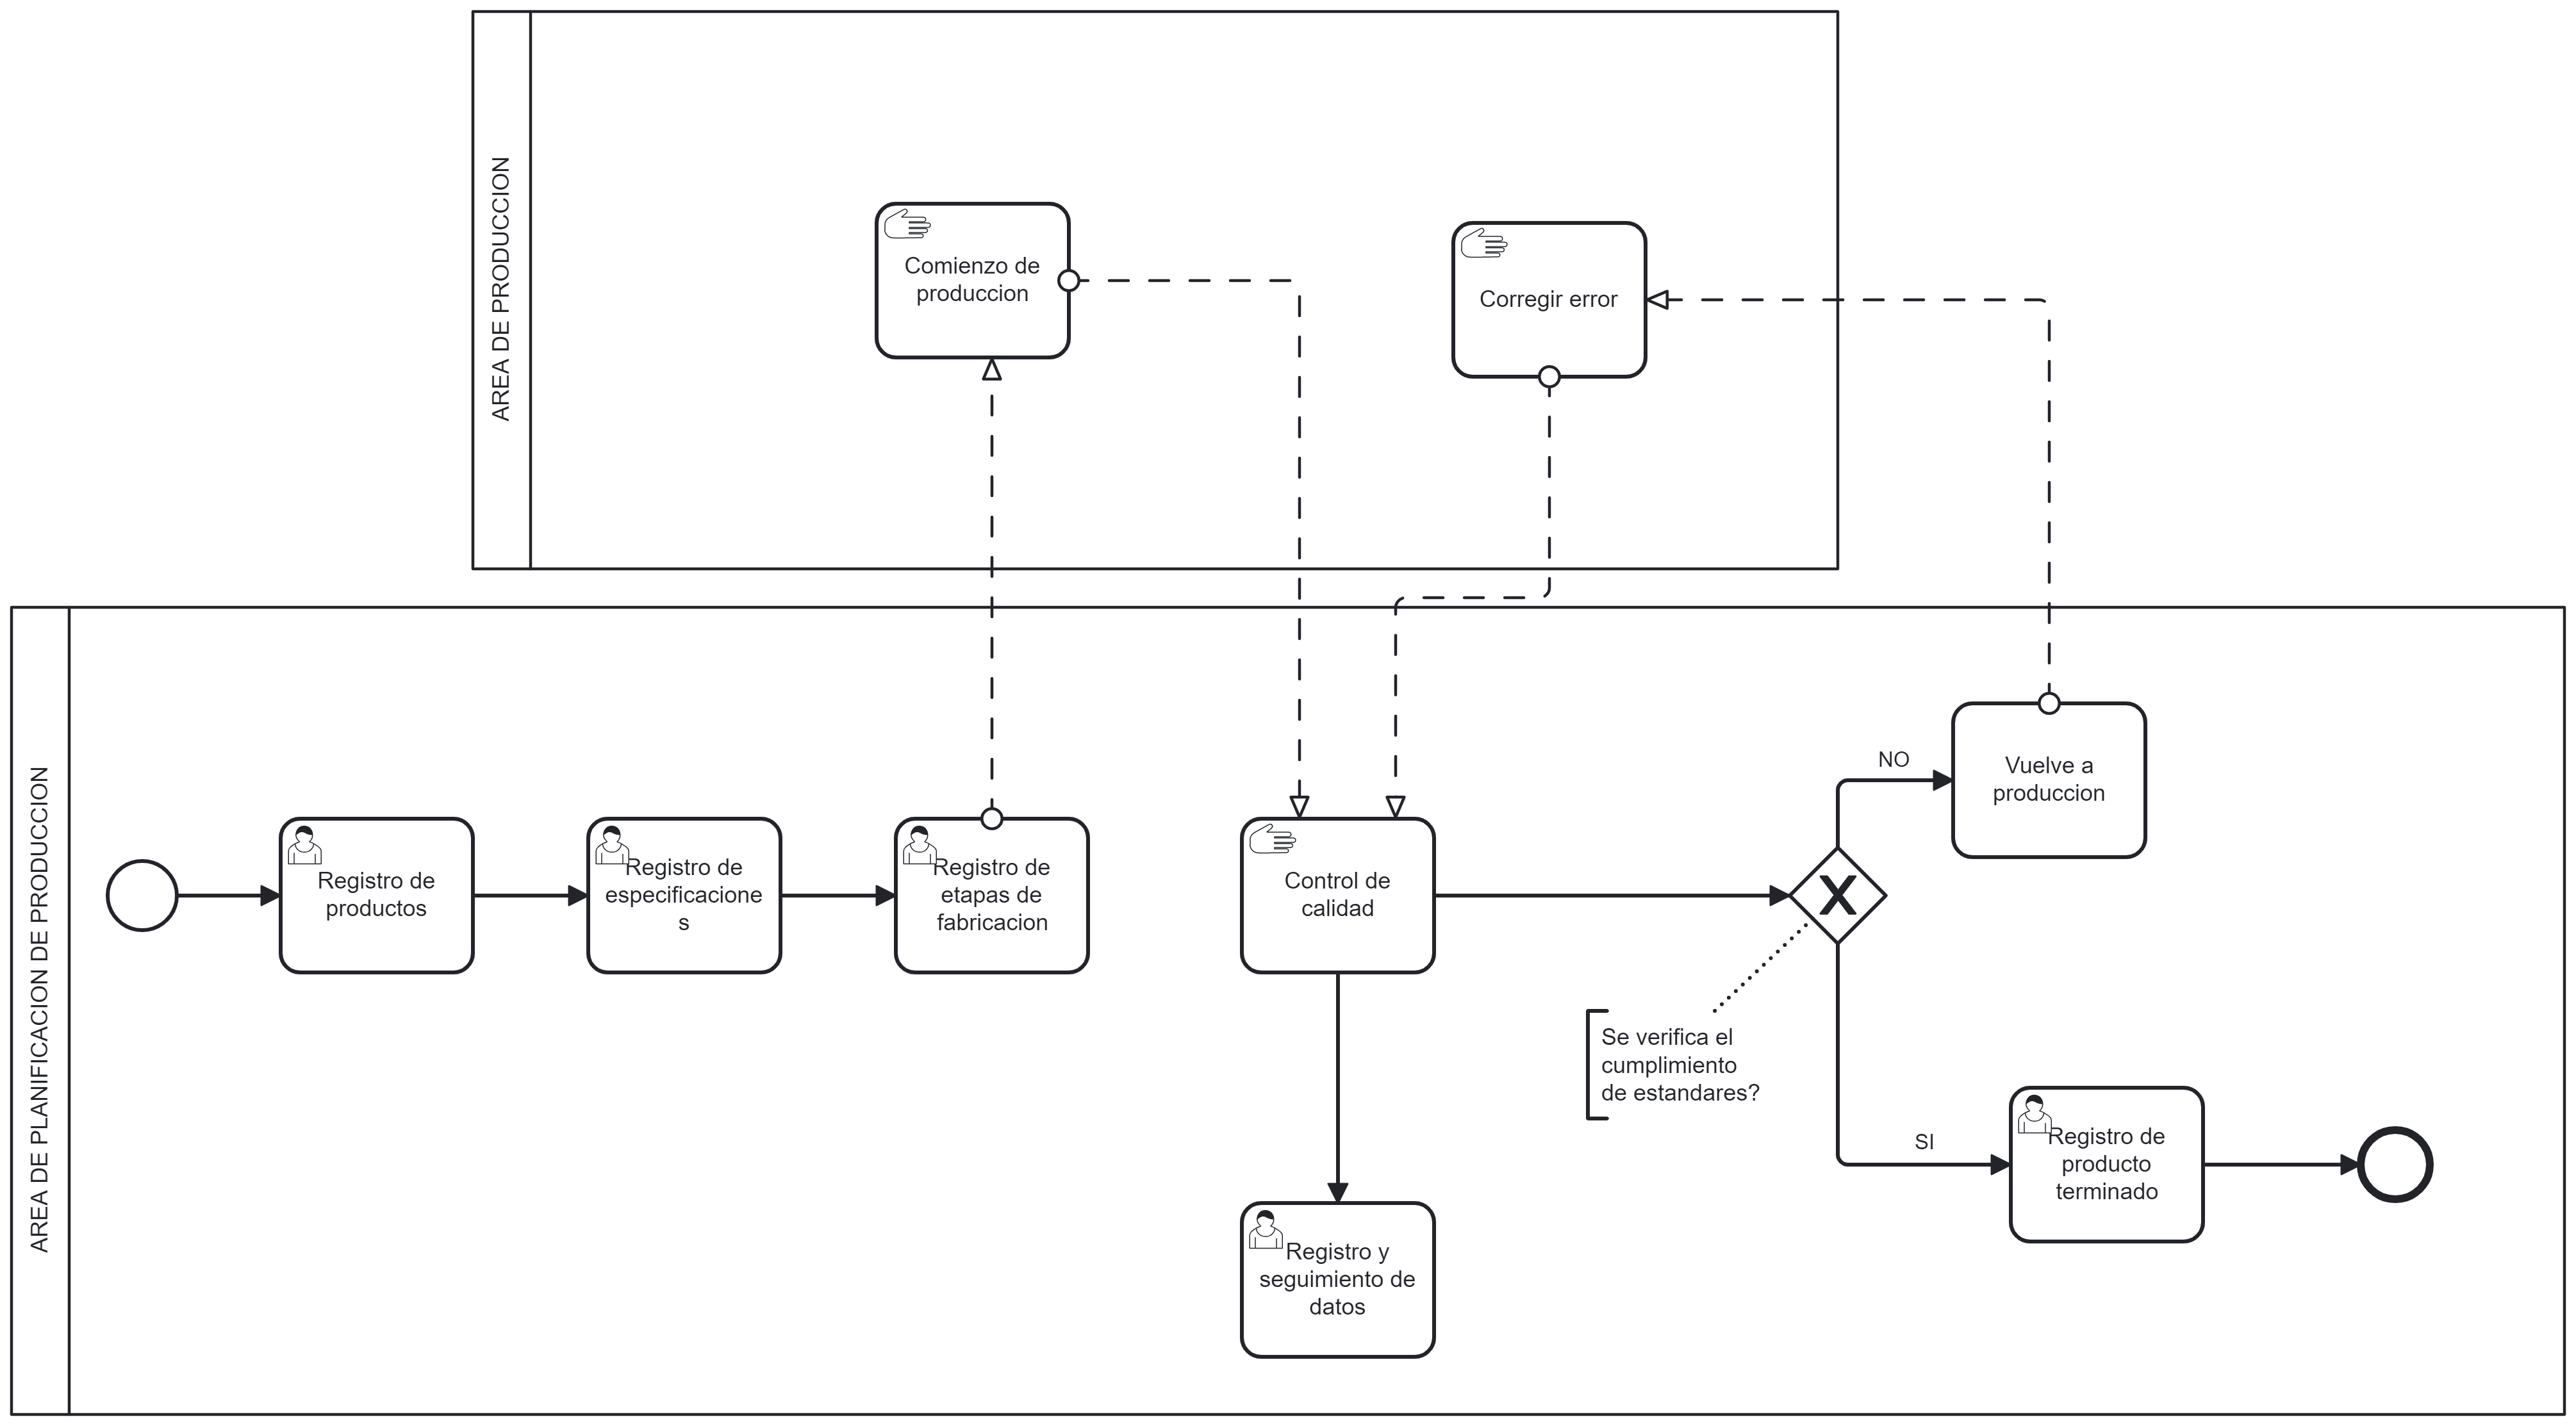 AREA DE PRODUCCION
Comienzo de
produccion
Corregir error
AREA DE PLANIFICACION DE PRODUCCION
Registro de
productos
Registro de
especificacione
s
Registro de
etapas de
fabricacion
Control de
calidad
NO
Vuelve a
produccion
Se verifica el
cumplimiento
de estandares?
SI
Registro de
producto
terminado
Registro y
seguimiento de
datos